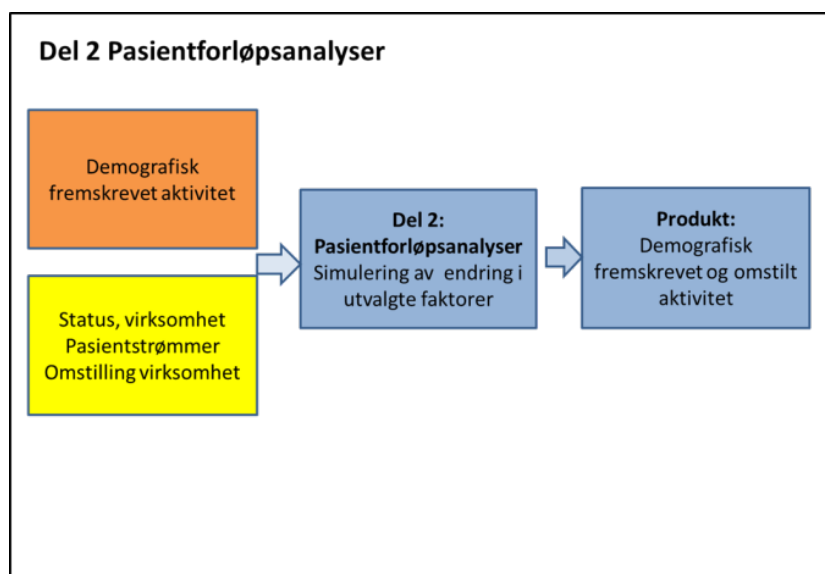 Del 2 Pasientforløpsanalyser
Demografisk
fremskrevet aktivitet
Status, virksomhet
Pasientstrømmer
Omstilling virksomhet
Del 2:
Pasientforløpsanalyser
Simulering av endring i
utvalgte faktorer
Produkt:
Demografisk
fremskrevet og omstilt
aktivitet